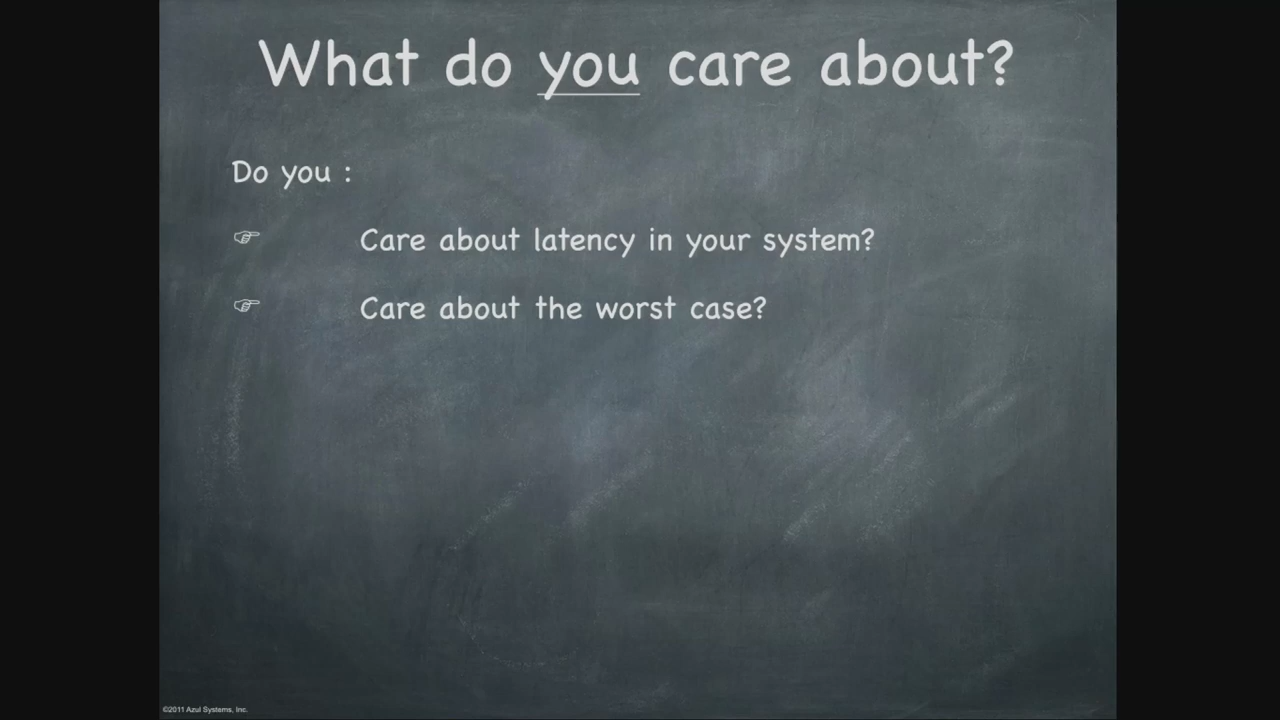 What do you care about?
Do you :
☞ Care about latency in your system?
☞ Care about the worst case?
©2011 Azul Systems, Inc.